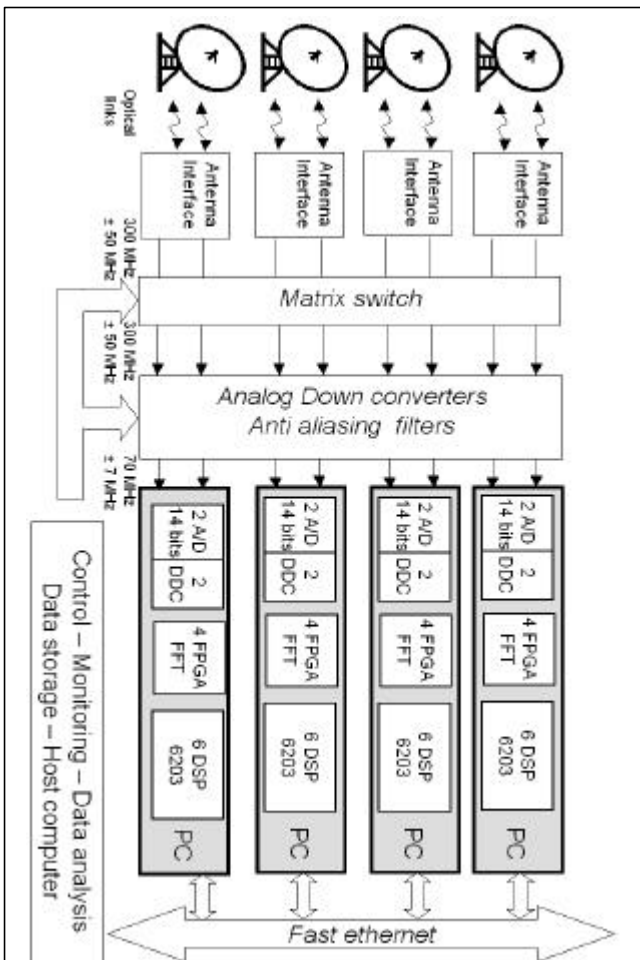 Optical
links
Antenna
Interface
Antenna
Interface
Antenna
Interface
Antenna
Interface
300 MHz
± 50 MHz
Matrix switch
300 MHz
± 50 MHz
Analog Down converters
Anti aliasing filters
70 MHz
± 7 MHz
2 A/D
14 bits
2
DDC
2 A/D
14 bits
2
DDC
2 A/D
14 bits
2
DDC
2 A/D
14 bits
2
DDC
4 FPGA
FFT
4 FPGA
FFT
4 FPGA
FFT
4 FPGA
FFT
6 DSP
6203
6 DSP
6203
6 DSP
6203
6 DSP
6203
PC
PC
PC
PC
Fast ethernet
Control – Monitoring – Data analysis
Data storage – Host computer